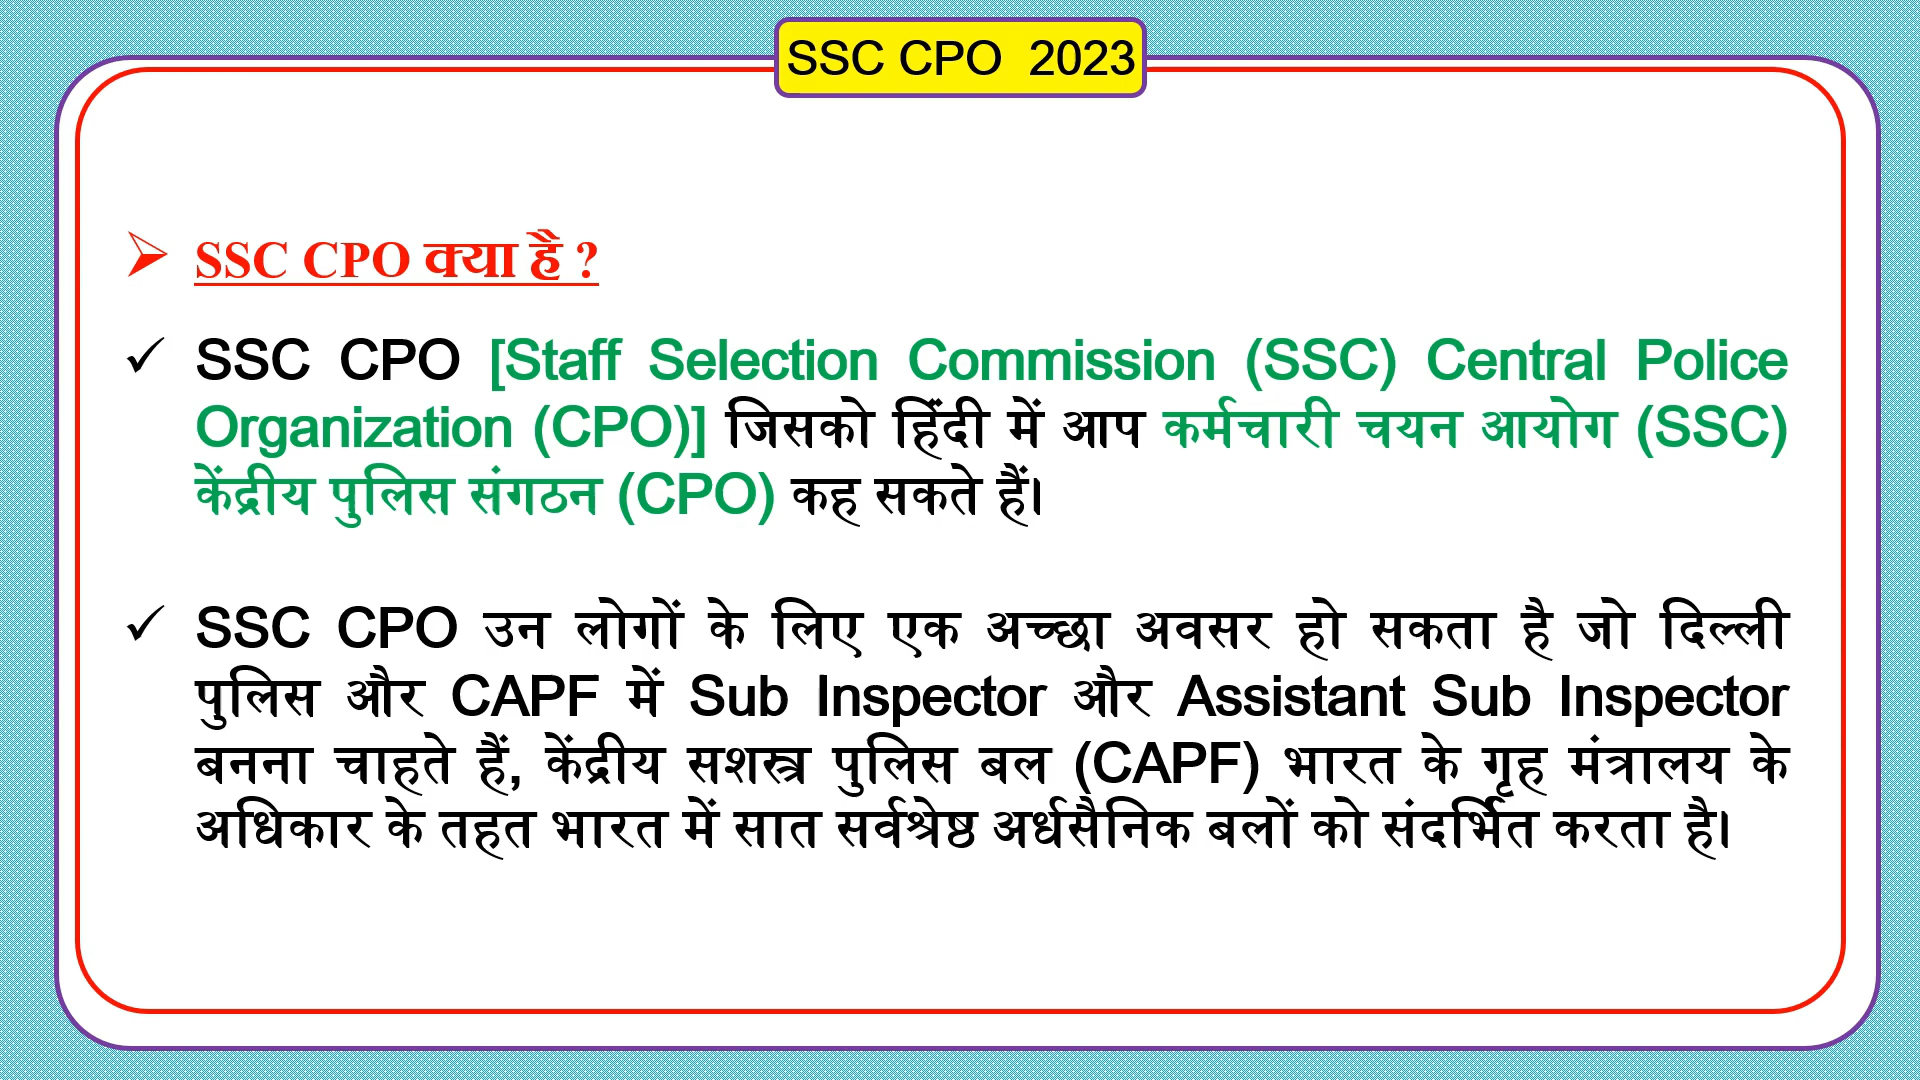 SSC CPO 2023
SSC CPO क्या है ?
SSC CPO [Staff Selection Commission (SSC) Central Police
Organization (CPO)] जिसको हिंदी में आप कर्मचारी चयन आयोग (SSC)
केंद्रीय पुलिस संगठन (CPO) कह सकते हैं।
SSC CPO उन लोगों के लिए एक अच्छा अवसर हो सकता है जो दिल्ली
पुलिस और CAPF में Sub Inspector और Assistant Sub Inspector
बनना चाहते हैं, केंद्रीय सशस्त्र पुलिस बल (CAPF) भारत के गृह मंत्रालय के
अधिकार के तहत भारत में सात सर्वश्रेष्ठ अर्धसैनिक बलों को संदर्भित करता है।